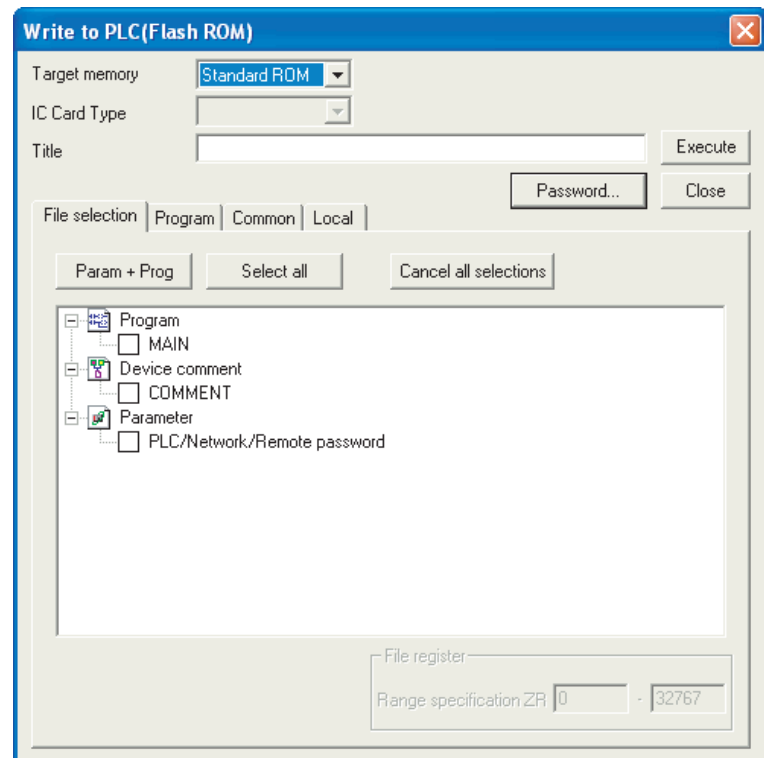 Write to PLC(Flash ROM)
Target memory Standard ROM
IC Card Type
Title Execute
Password... Close
File selection Program Common Local
Param + Prog Select all Cancel all selections
Program
MAIN
Device comment
COMMENT
Parameter
PLC/Network/Remote password
File register
Range specification ZR 0 - 32767